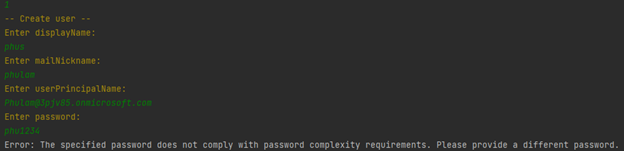 1
-- Create user --
Enter displayName:
phus
Enter mailNickname:
phulam
Enter userPrincipalName:
Phulam@3pjv85.onmicrosoft.com
Enter password:
phu1234
Error: The specified password does not comply with password complexity requirements. Please provide a different password.